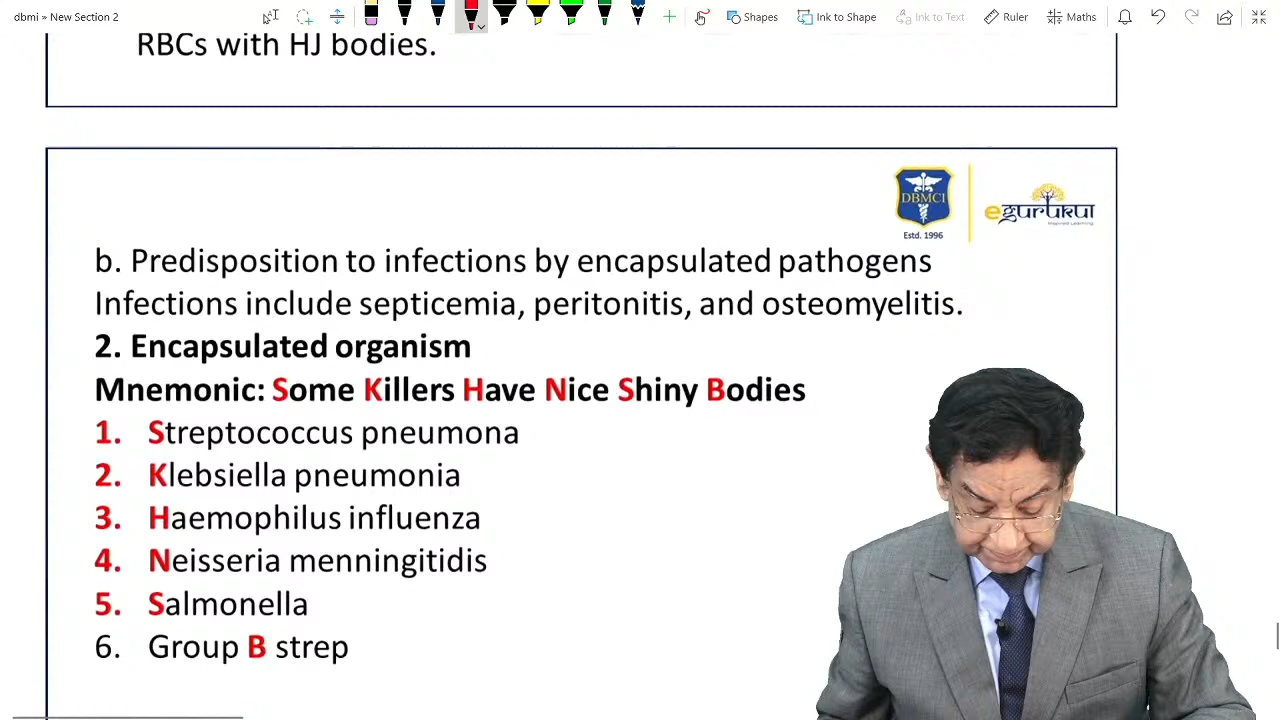 dbmi » New Section 2
Shapes
Ink to Shape
Ink to Text
Ruler
Maths
RBCs with HJ bodies.
DBMCI
Estd. 1996
egurukul
Inspired Learning
b. Predisposition to infections by encapsulated pathogens
Infections include septicemia, peritonitis, and osteomyelitis.
2. Encapsulated organism
Mnemonic: Some Killers Have Nice Shiny Bodies
1. Streptococcus pneumona
2. Klebsiella pneumonia
3. Haemophilus influenza
4. Neisseria menningitidis
5. Salmonella
6. Group B strep